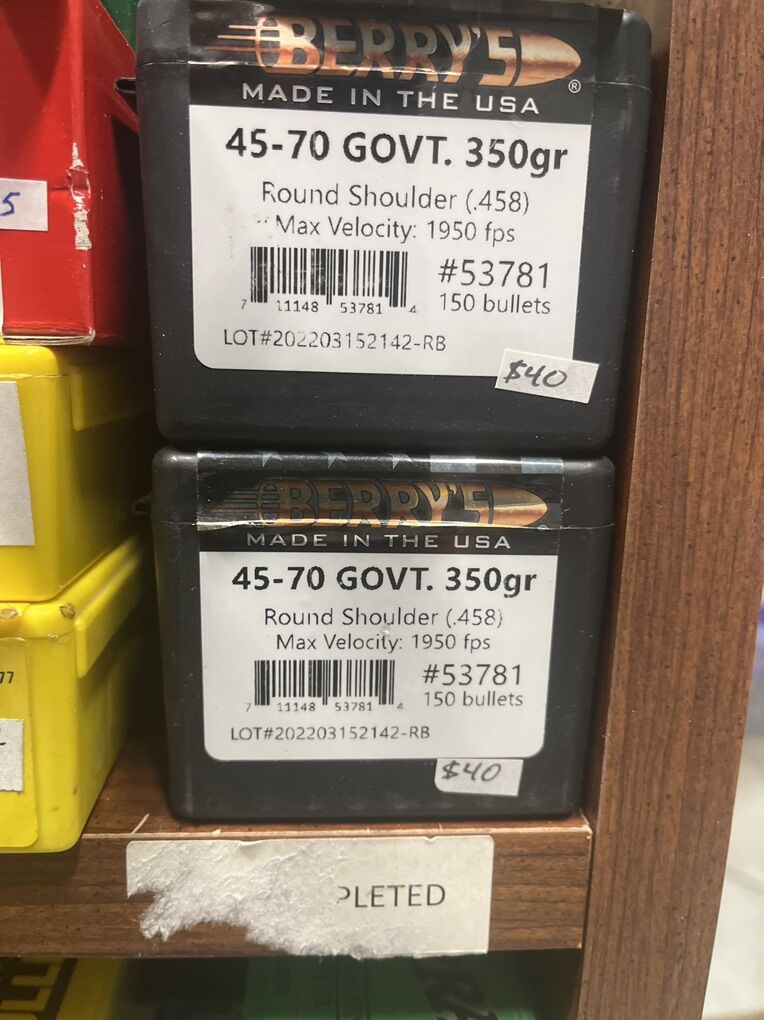 BERRY'S
MADE IN THE USA
®
45-70 GOVT. 350gr
Round Shoulder (.458)
Max Velocity: 1950 fps
#53781
7 11148 53781 4
150 bullets
LOT#202203152142-RB
$40
5
BERRY'S
MADE IN THE USA
45-70 GOVT. 350gr
Round Shoulder (.458)
Max Velocity: 1950 fps
#53781
7 11148 53781 4
150 bullets
LOT#202203152142-RB
$40
77
PLETED